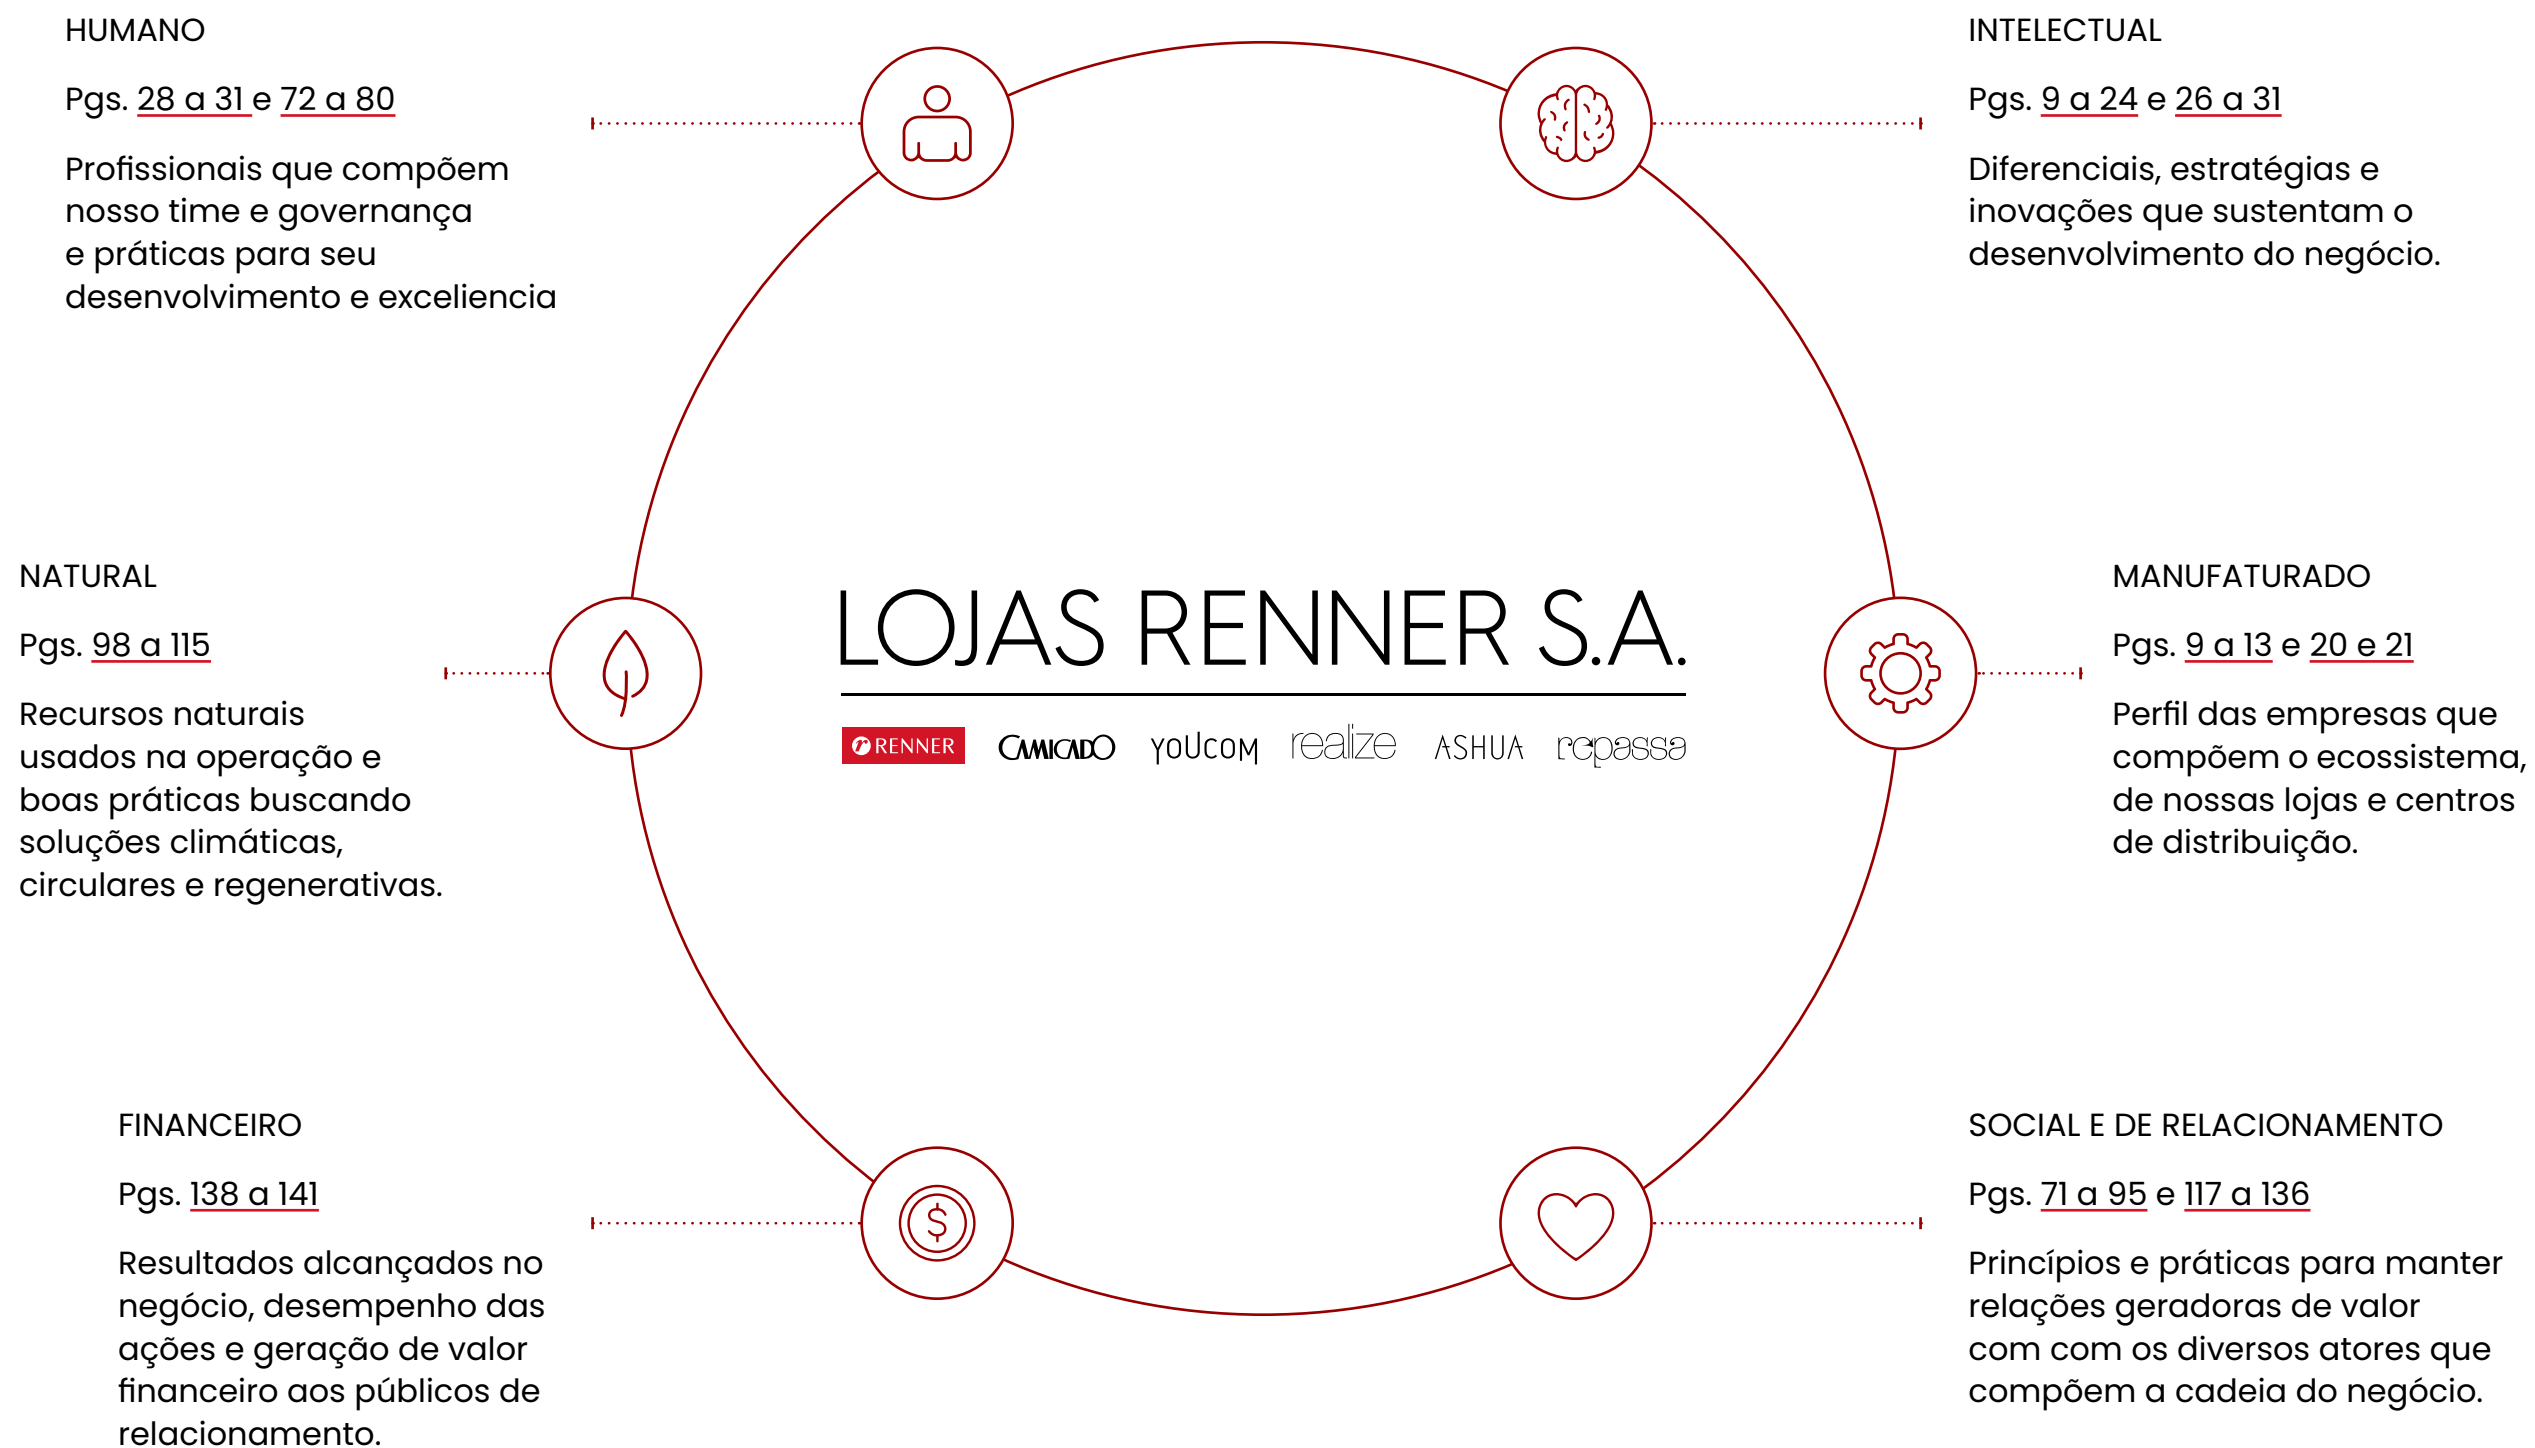 HUMANO
Pgs. 28 a 31 e 72 a 80
Profissionais que compõem
nosso time e governança
e práticas para seu
desenvolvimento e exceliencia
INTELECTUAL
Pgs. 9 a 24 e 26 a 31
Diferenciais, estratégias e
inovações que sustentam o
desenvolvimento do negócio.
NATURAL
Pgs. 98 a 115
Recursos naturais
usados na operação e
boas práticas buscando
soluções climáticas,
circulares e regenerativas.
LOJAS RENNER S.A.
RENNER CAMICADO YOUCOM realize ASHUA repassa
MANUFATURADO
Pgs. 9 a 13 e 20 e 21
Perfil das empresas que
compõem o ecossistema,
de nossas lojas e centros
de distribuição.
FINANCEIRO
Pgs. 138 a 141
Resultados alcançados no
negócio, desempenho das
ações e geração de valor
financeiro aos públicos de
relacionamento.
SOCIAL E DE RELACIONAMENTO
Pgs. 71 a 95 e 117 a 136
Princípios e práticas para manter
relações geradoras de valor
com com os diversos atores que
compõem a cadeia do negócio.